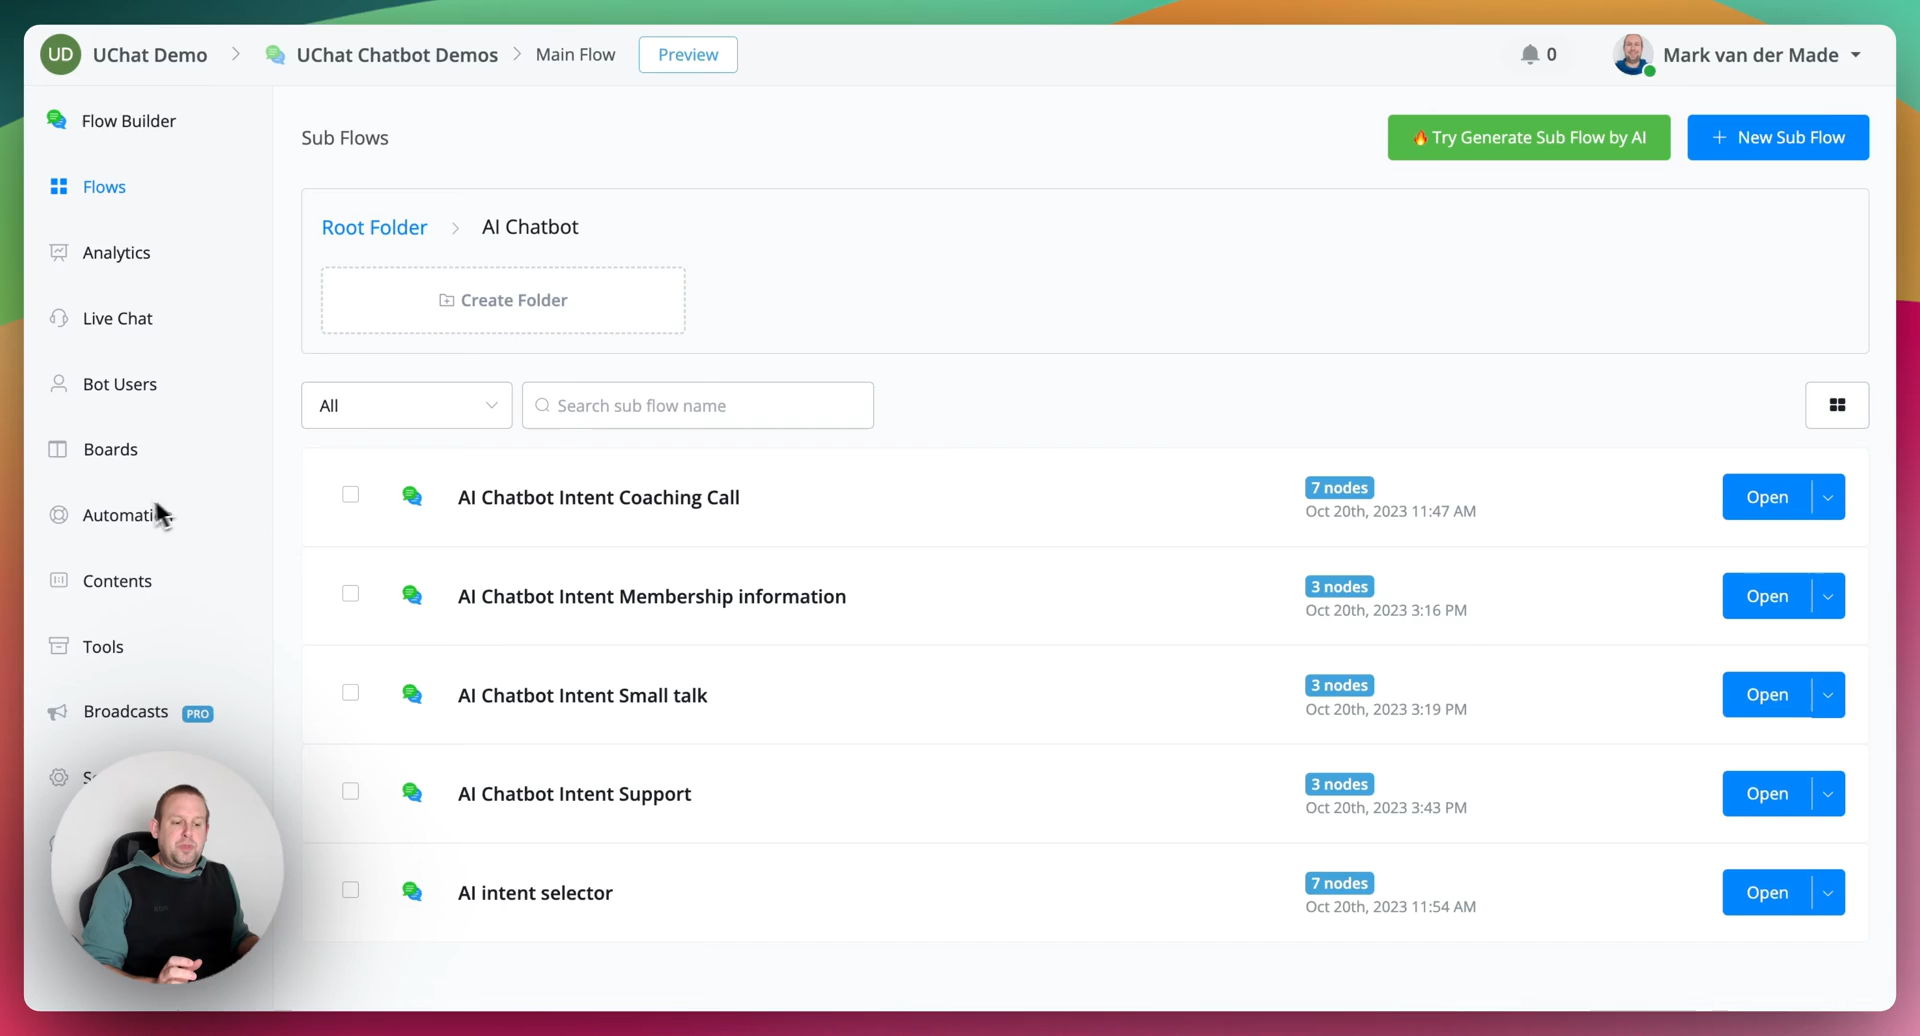 UD UChat Demo > UChat Chatbot Demos > Main Flow Preview
0 Mark van der Made
Flow Builder
Flows
Analytics
Live Chat
Bot Users
Boards
Contents
Tools
Broadcasts PRO
Sub Flows
Try Generate Sub Flow by AI
+ New Sub Flow
Root Folder > AI Chatbot
Create Folder
All
Search sub flow name
AI Chatbot Intent Coaching Call
7 nodes
Oct 20th, 2023 11:47 AM
Open
AI Chatbot Intent Membership information
3 nodes
Oct 20th, 2023 3:16 PM
Open
AI Chatbot Intent Small talk
3 nodes
Oct 20th, 2023 3:19 PM
Open
AI Chatbot Intent Support
3 nodes
Oct 20th, 2023 3:43 PM
Open
AI intent selector
7 nodes
Oct 20th, 2023 11:54 AM
Open